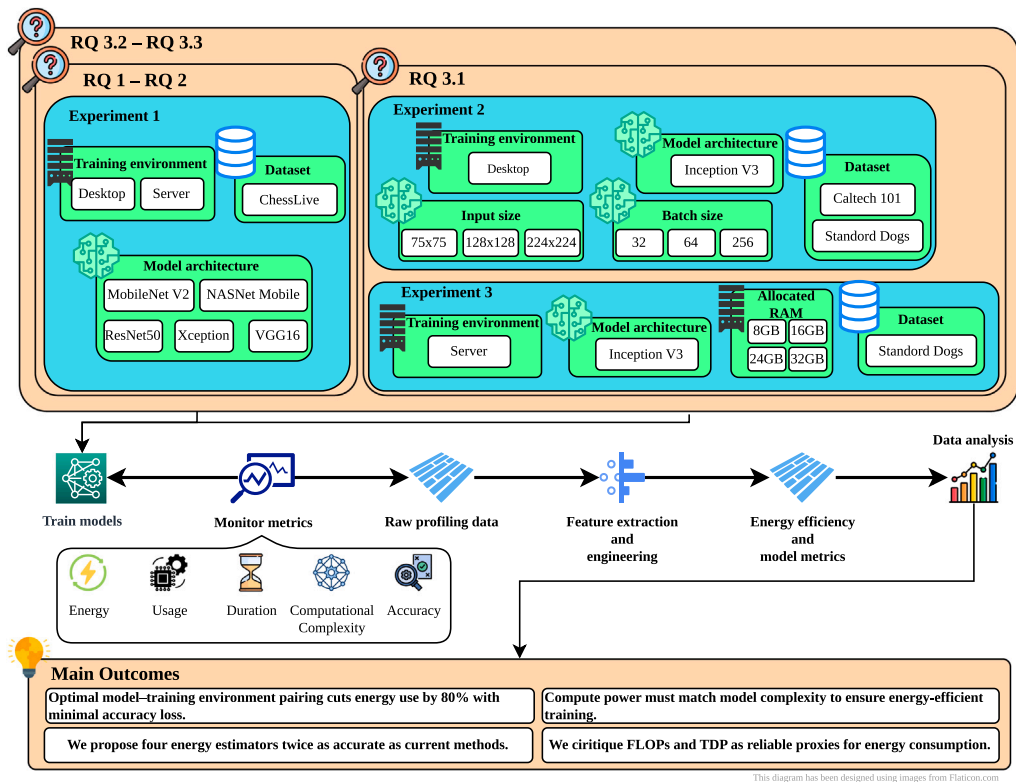 RQ 3.2 – RQ 3.3
RQ 1 – RQ 2
Experiment 1
Training environment
Desktop
Server
Dataset
ChessLive
Model architecture
MobileNet V2
NASNet Mobile
ResNet50
Xception
VGG16
RQ 3.1
Experiment 2
Training environment
Desktop
Model architecture
Inception V3
Dataset
Caltech 101
Standord Dogs
Input size
75x75
128x128
224x224
Batch size
32
64
256
Experiment 3
Training environment
Server
Model architecture
Inception V3
Allocated
RAM
8GB
16GB
24GB
32GB
Dataset
Standord Dogs
Train models
Monitor metrics
Raw profiling data
Feature extraction
and
engineering
Energy efficiency
and
model metrics
Data analysis
Energy
Usage
Duration
Computational
Complexity
Accuracy
Main Outcomes
Optimal model–training environment pairing cuts energy use by 80% with
minimal accuracy loss.
Compute power must match model complexity to ensure energy-efficient
training.
We propose four energy estimators twice as accurate as current methods.
We ciritique FLOPs and TDP as reliable proxies for energy consumption.
This diagram has been designed using images from Flaticon.com